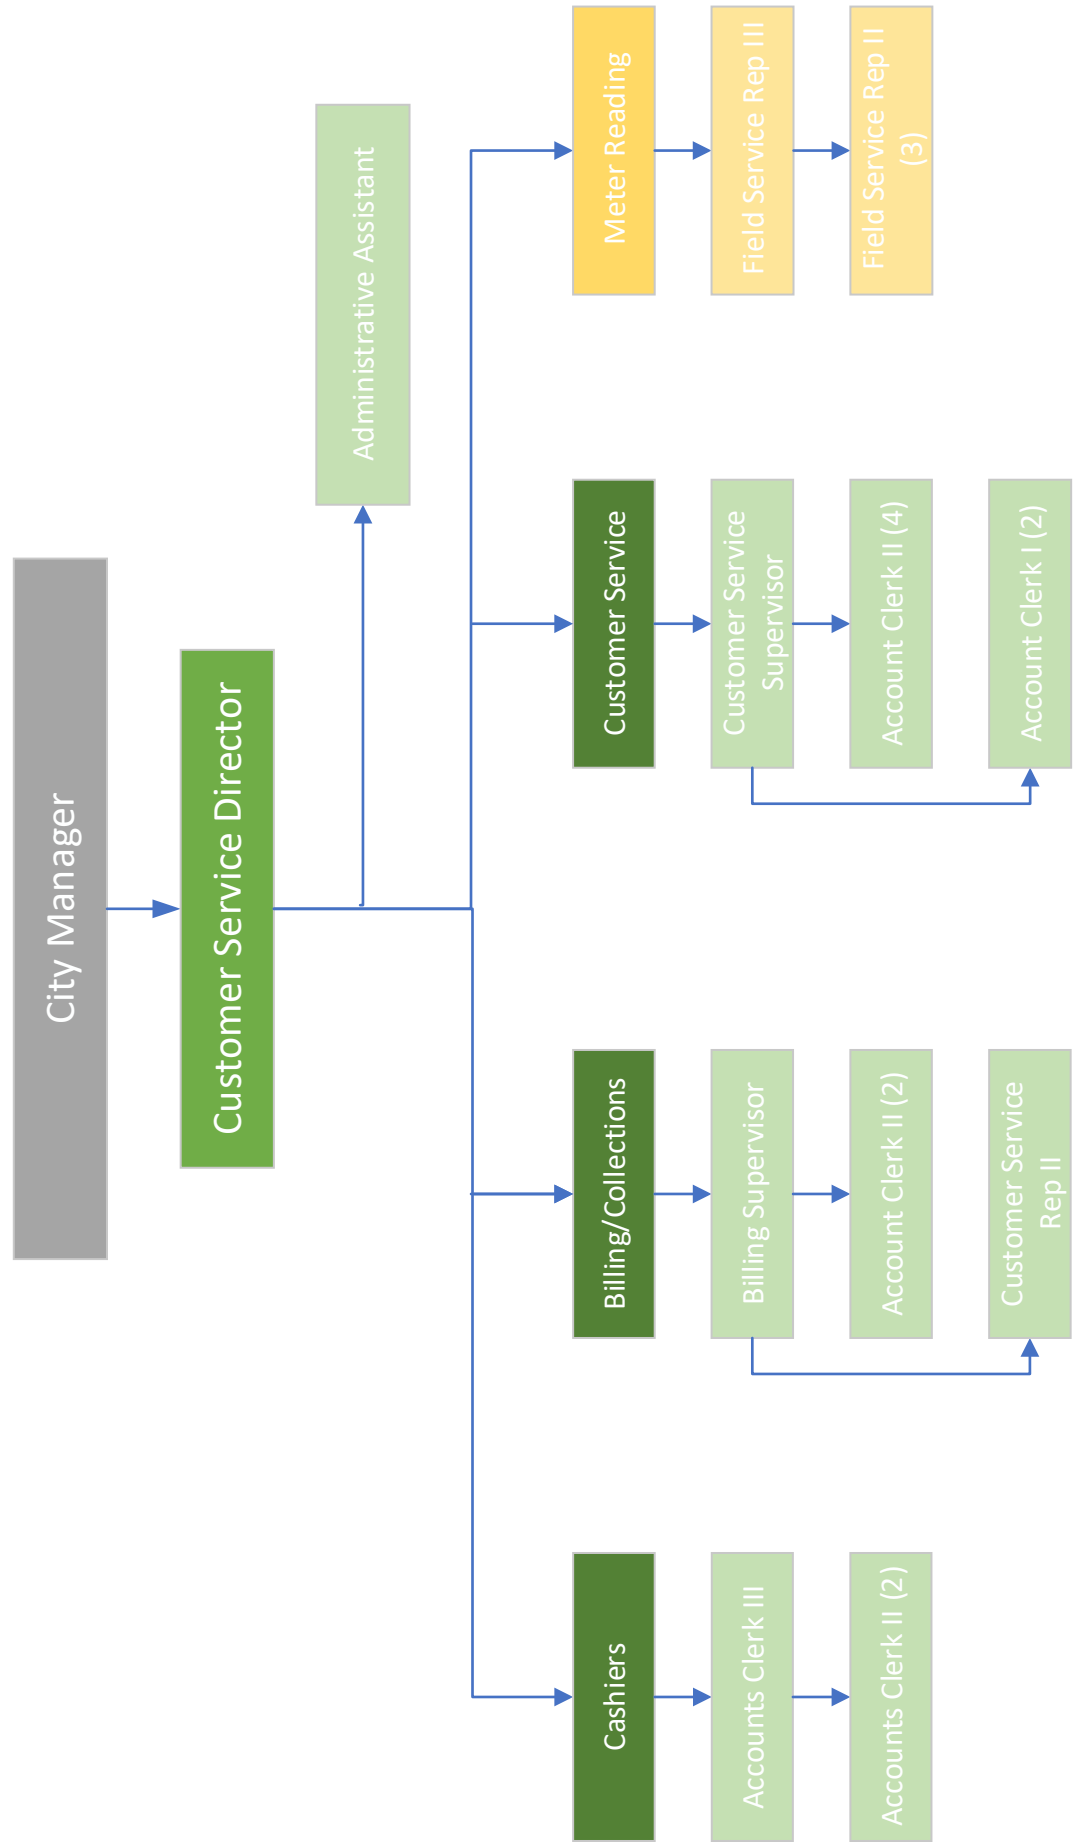 City Manager
Customer Service Director
Administrative Assistant
Cashiers
Billing/Collections
Customer Service
Meter Reading
Accounts Clerk III
Billing Supervisor
Customer Service
Supervisor
Field Service Rep III
Accounts Clerk II (2)
Account Clerk II (2)
Account Clerk II (4)
Field Service Rep II
(3)
Customer Service
Rep II
Account Clerk I (2)